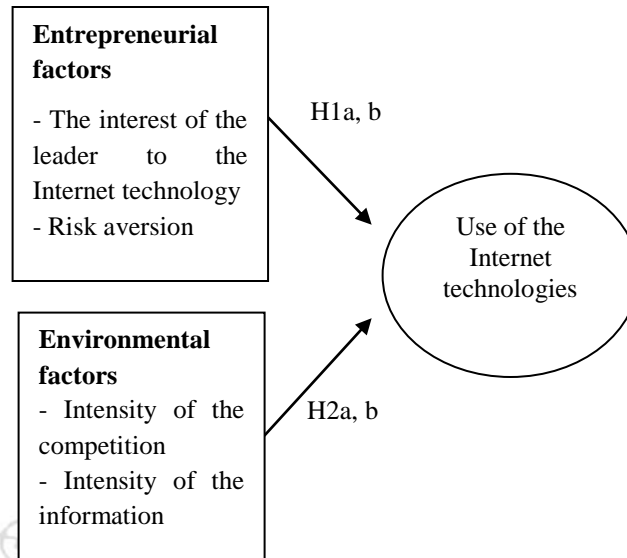 Entrepreneurial
factors
- The interest of the
leader to the
Internet technology
- Risk aversion
H1a, b
Use of the
Internet
technologies
Environmental
factors
- Intensity of the
competition
- Intensity of the
information
H2a, b